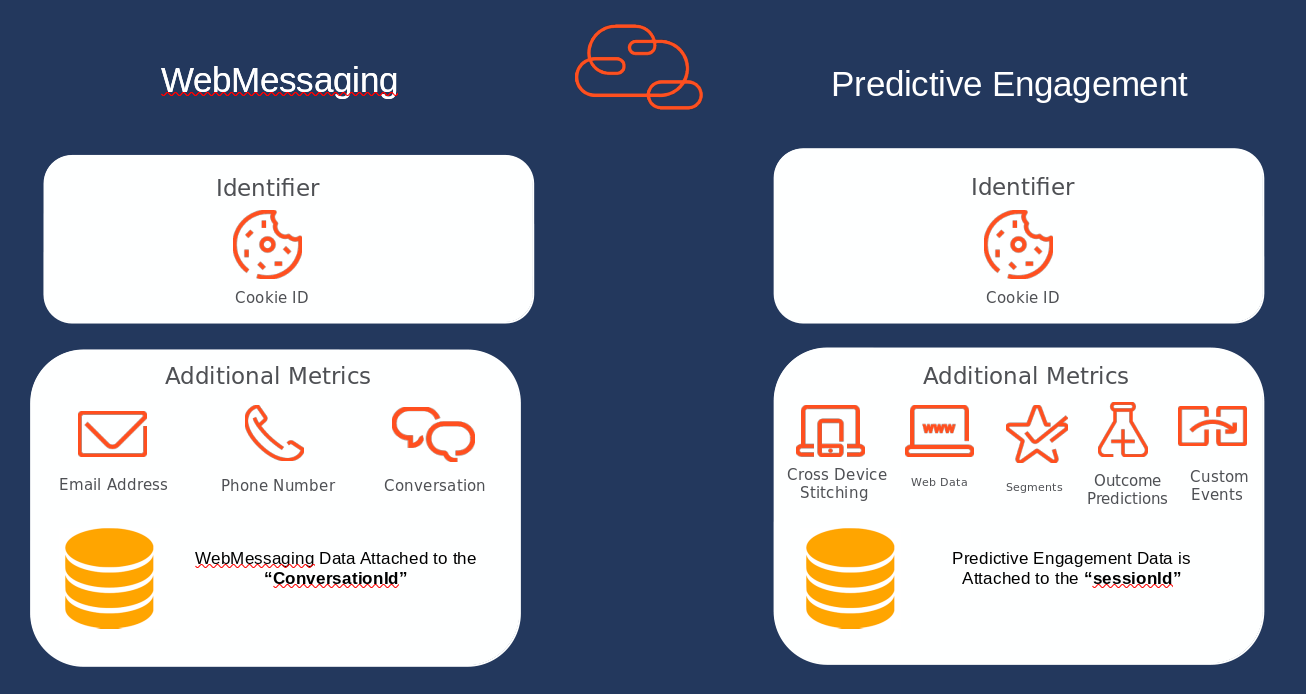 WebMessaging
Predictive Engagement
Identifier
Cookie ID
Identifier
Cookie ID
Additional Metrics
Email Address
Phone Number
Conversation
WebMessaging Data Attached to the
“ConversationId”
Additional Metrics
Cross Device
Stitching
www
Web Data
Segments
Outcome
Predictions
Custom
Events
Predictive Engagement Data is
Attached to the “sessionId”